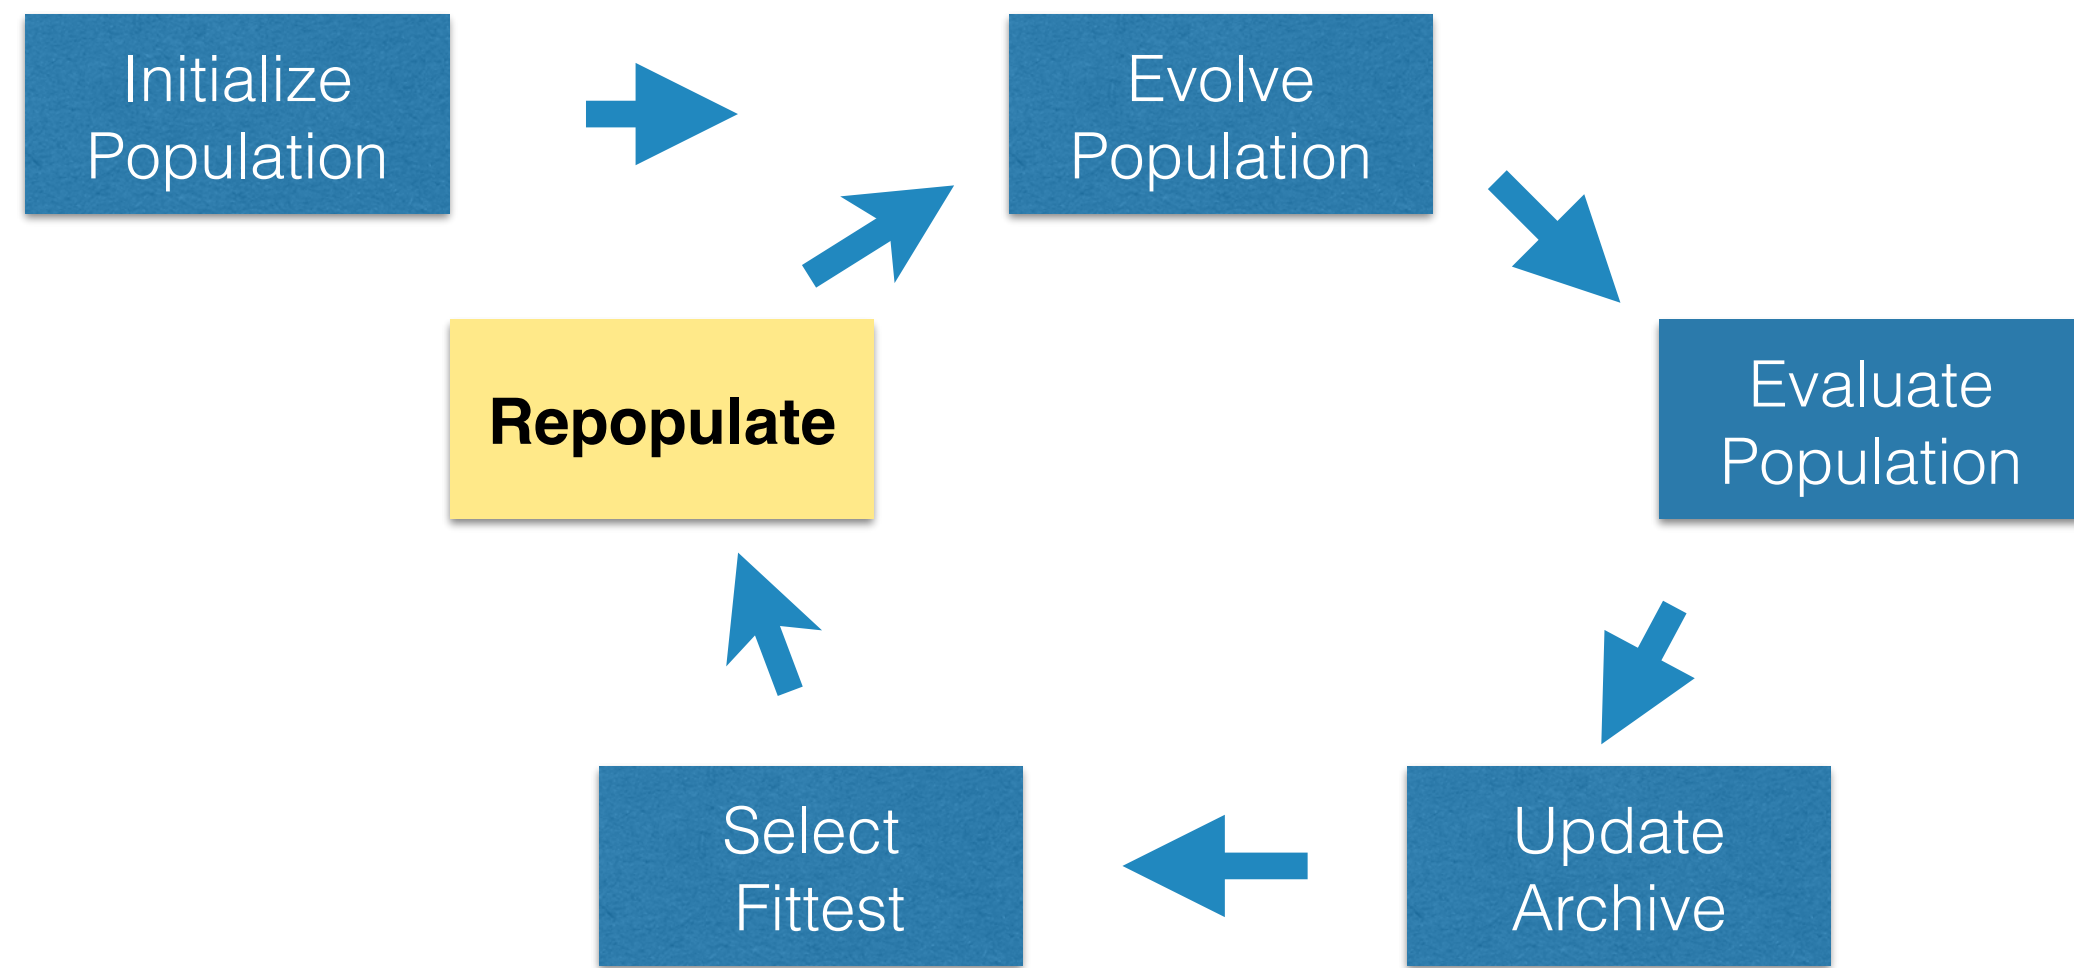 Initialize
Population
Evolve
Population
Repopulate
Evaluate
Population
Select
Fittest
Update
Archive